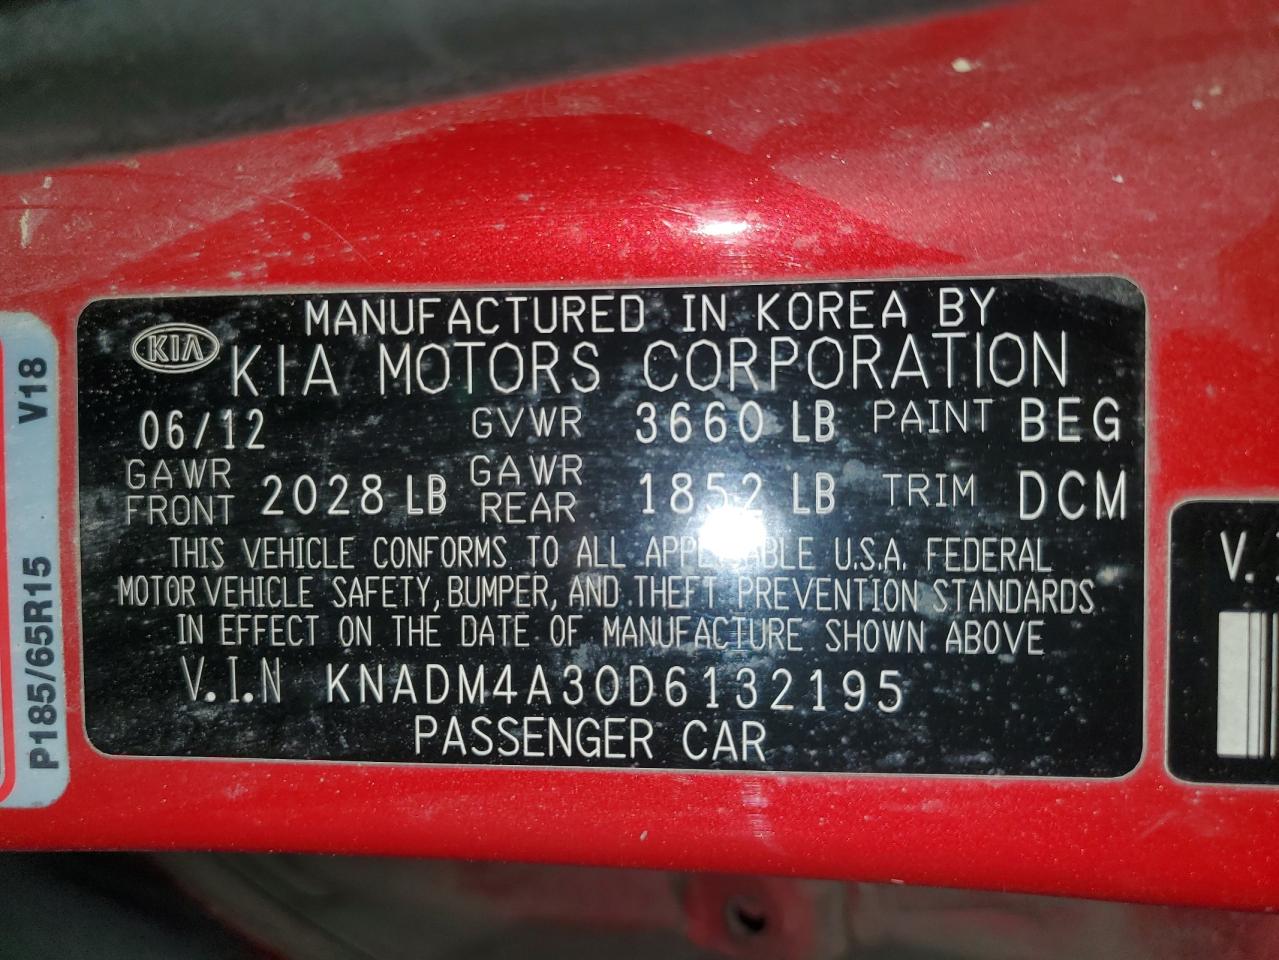 MANUFACTURED IN KOREA BY
KIA KIA MOTORS CORPORATION
06/12 GVWR 3660 LB PAINT BEG
GAWR FRONT 2028 LB GAWR REAR 1852 LB TRIM DCM
THIS VEHICLE CONFORMS TO ALL U.S.A. FEDERAL
MOTOR VEHICLE SAFETY, BUMPER, AND THEFT PREVENTION STANDARDS
IN EFFECT ON THE DATE OF MANUFACTURE SHOWN ABOVE
V.I.N KNADM4A30D6132195
PASSENGER CAR
P185/65R15 V18
V.